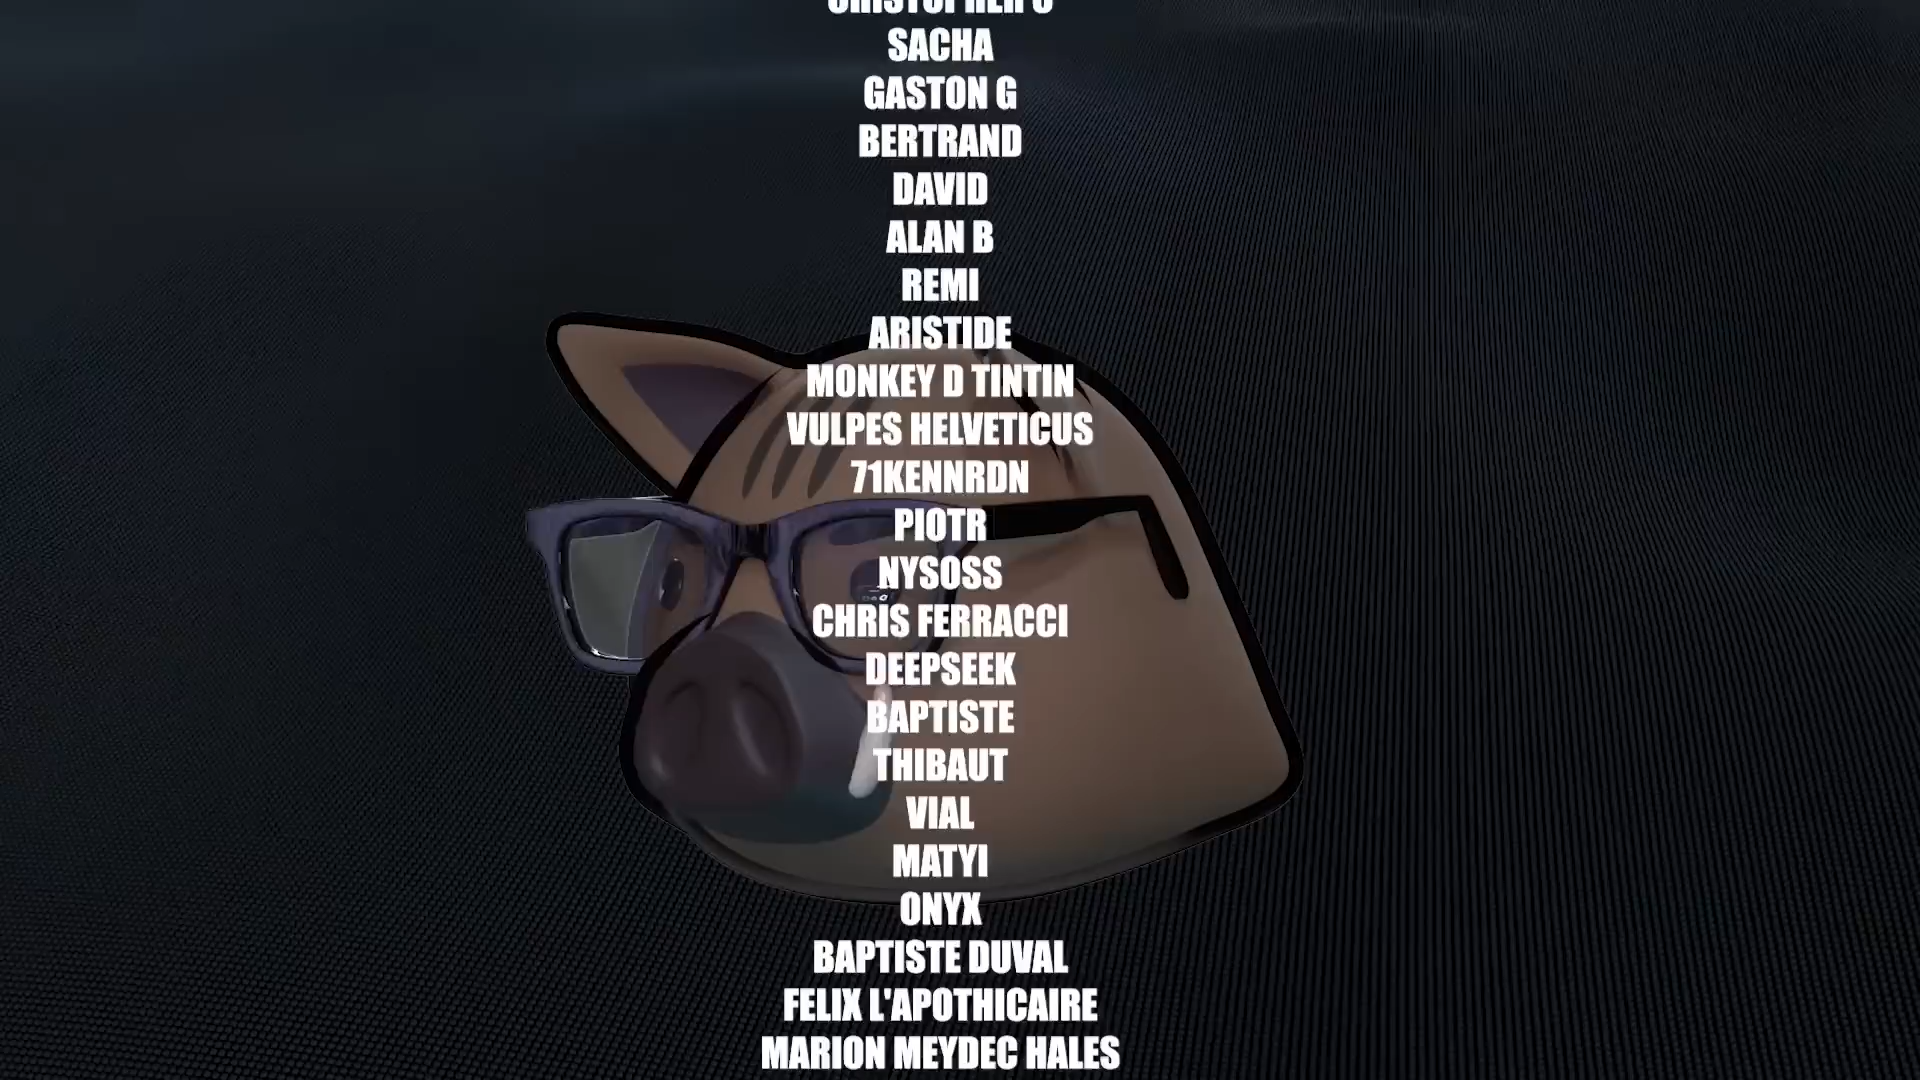 SACHA
GASTON G
BERTRAND
DAVID
ALAN B
REMI
ARISTIDE
MONKEY D TINTIN
VULPES HELVETICUS
71KENNRDN
PIOTR
NYSOSS
CHRIS FERRACCI
DEEPSEEK
BAPTISTE
THIBAUT
VIAL
MATYI
ONYX
BAPTISTE DUVAL
FELIX L'APOTHICAIRE
MARION MEYDEC HALES